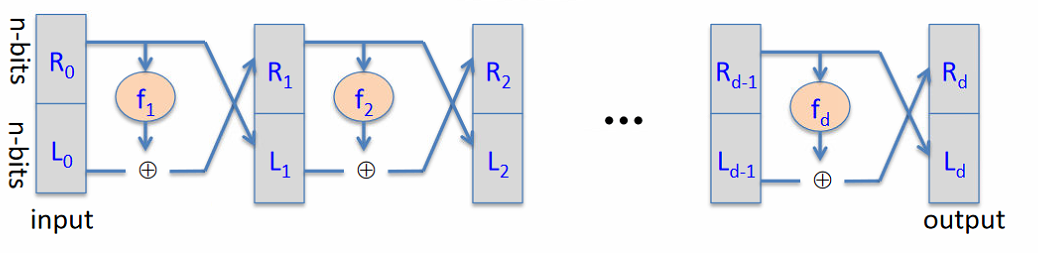 n-bits
R0
f1
R1
f2
R2
Rd-1
fd
Rd
n-bits
L0
⊕
L1
⊕
L2
•••
Ld-1
⊕
Ld
input
output